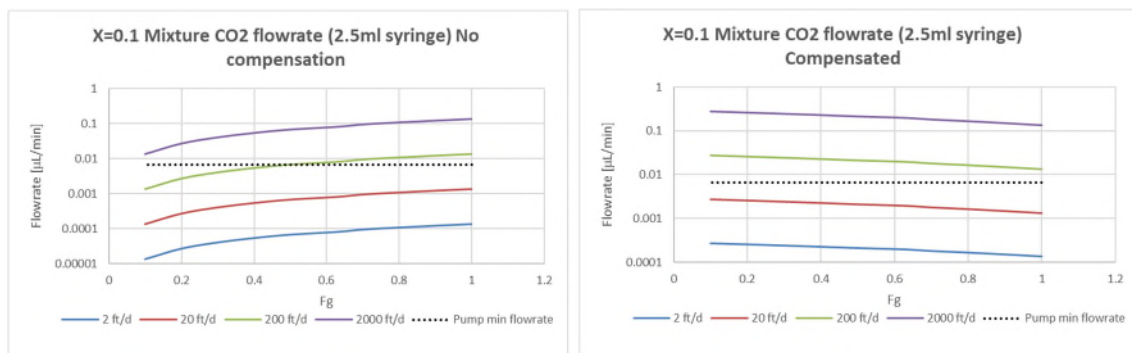 X=0.1 Mixture CO2 flowrate (2.5ml syringe) No
compensation
Flowrate [µL/min]
1
0.1
0.01
0.001
0.0001
0.00001
0
0.2
0.4
0.6
0.8
1
1.2
Fg
2 ft/d
20 ft/d
200 ft/d
2000 ft/d
Pump min flowrate
X=0.1 Mixture CO2 flowrate (2.5ml syringe)
Compensated
Flowrate [µL/min]
1
0.1
0.01
0.001
0.0001
0
0.2
0.4
0.6
0.8
1
1.2
Fg
2 ft/d
20 ft/d
200 ft/d
2000 ft/d
Pump min flowrate